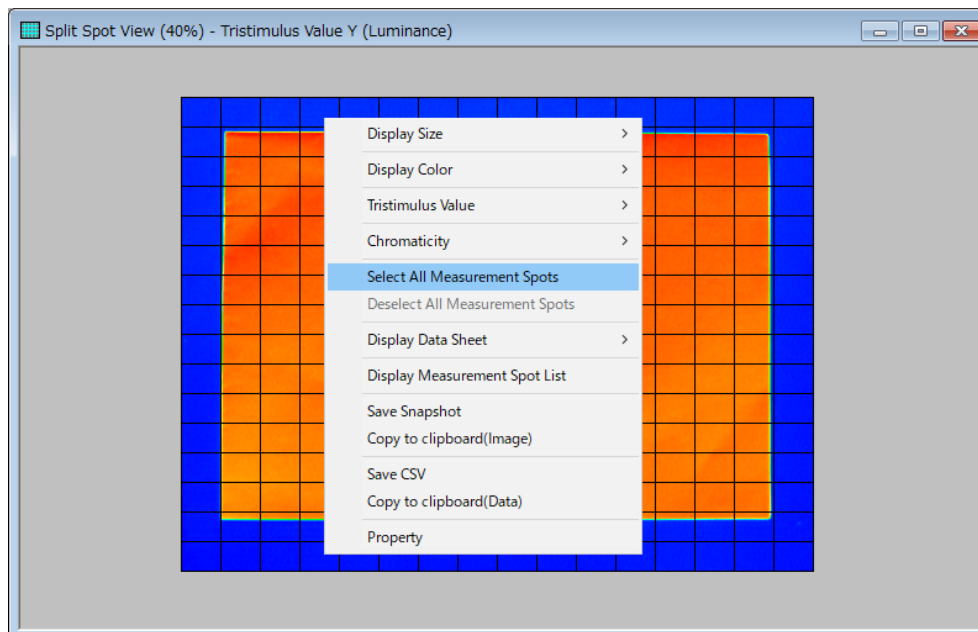 Split Spot View (40%) - Tristimulus Value Y (Luminance)
Display Size
Display Color
Tristimulus Value
Chromaticity
Select All Measurement Spots
Deselect All Measurement Spots
Display Data Sheet
Display Measurement Spot List
Save Snapshot
Copy to clipboard(Image)
Save CSV
Copy to clipboard(Data)
Property